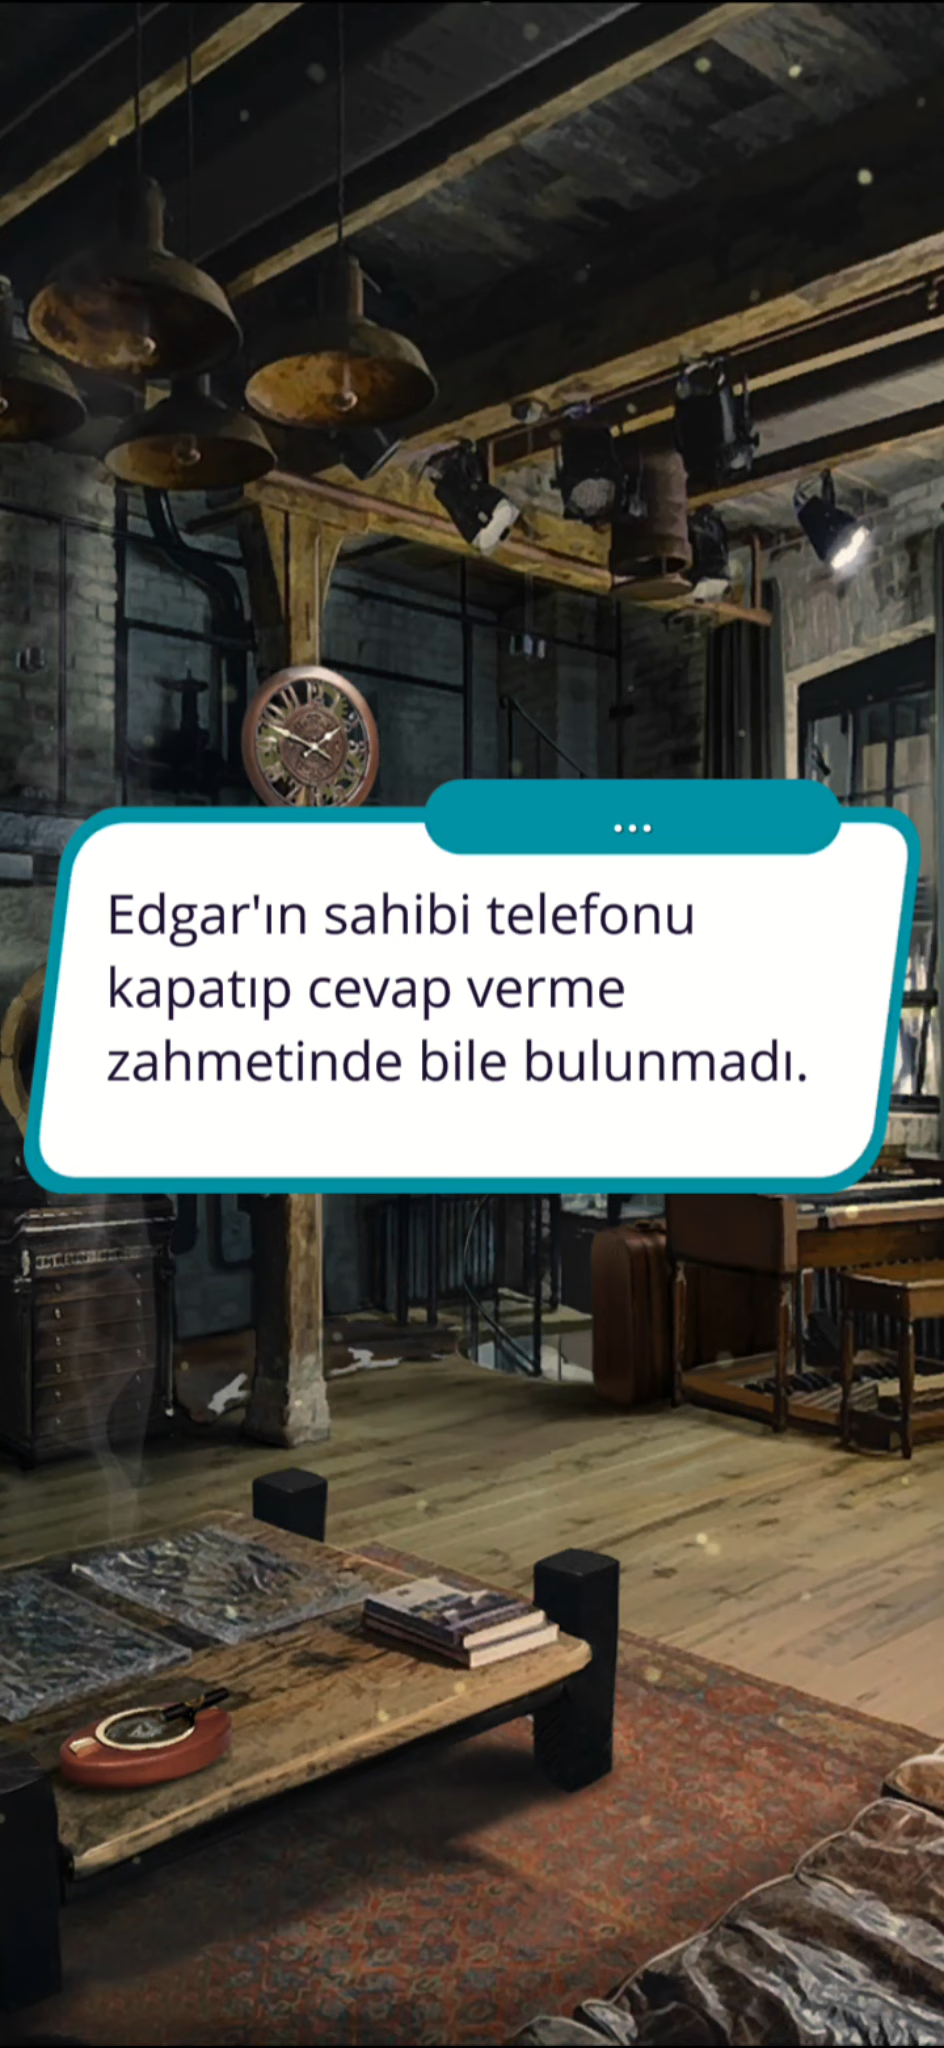 ...
Edgar'ın sahibi telefonu
kapatıp cevap verme
zahmetinde bile bulunmadı.